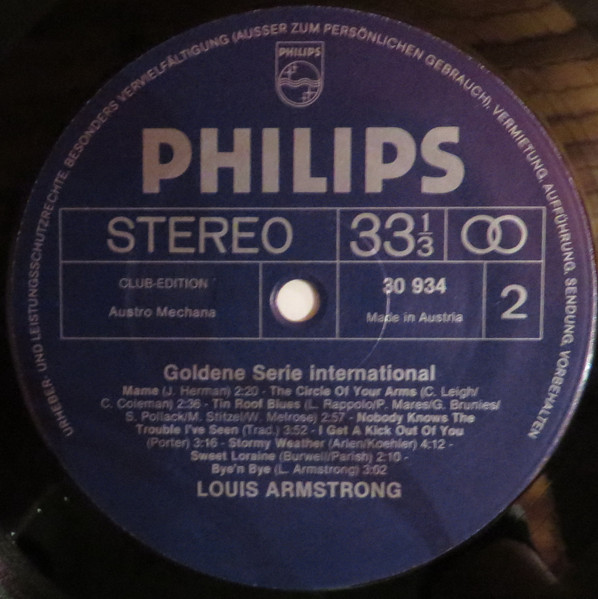 URHEBER- UND LEISTUNGSSCHUTZRECHTE, BESONDERS VERVIELFÄLTIGUNG (AUSSER ZUM PERSÖNLICHEN GEBRAUCH), VERMIETUNG, AUFFÜHRUNG, SENDUNG, VORBEHALTEN
PHILIPS
PHILIPS
STEREO 33 1/3
CLUB-EDITION 30 934
Austro Mechana Made in Austria 2
Goldene Serie international
Mame (J. Herman) 2:20 - The Circle Of Your Arms (C. Leigh/
C. Coleman) 2:36 - Tin Roof Blues (L. Rappolo/P. Mares/G. Brunies/
S. Pollack/M. Stitzel/W. Melrose) 2:57 - Nobody Knows The
Trouble I've Seen (Trad.) 3:52 - I Get A Kick Out Of You
(Porter) 3:16 - Stormy Weather (Arlen/Koehler) 4:12 -
Sweet Loraine (Burwell/Parish) 2:10 -
Bye'n Bye (L. Armstrong) 3:02
LOUIS ARMSTRONG